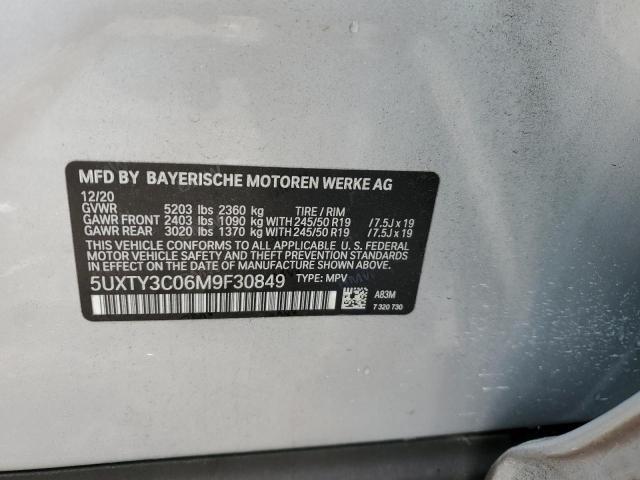 MFD BY BAYERISCHE MOTOREN WERKE AG
12/20
GVWR 5203 lbs 2360 kg TIRE / RIM
GAWR FRONT 2403 lbs 1090 kg WITH 245/50 R19 /7.5J x 19
GAWR REAR 3020 lbs 1370 kg WITH 245/50 R19 /7.5J x 19
THIS VEHICLE CONFORMS TO ALL APPLICABLE U. S. FEDERAL
MOTOR VEHICLE SAFETY, BUMPER, AND THEFT PREVENTION
STANDARDS IN EFFECT ON THE DATE OF MANUFACTURE SHOWN ABOVE.
5UXTY3C06M9F30849 TYPE: MPV
A83M
7 320 730